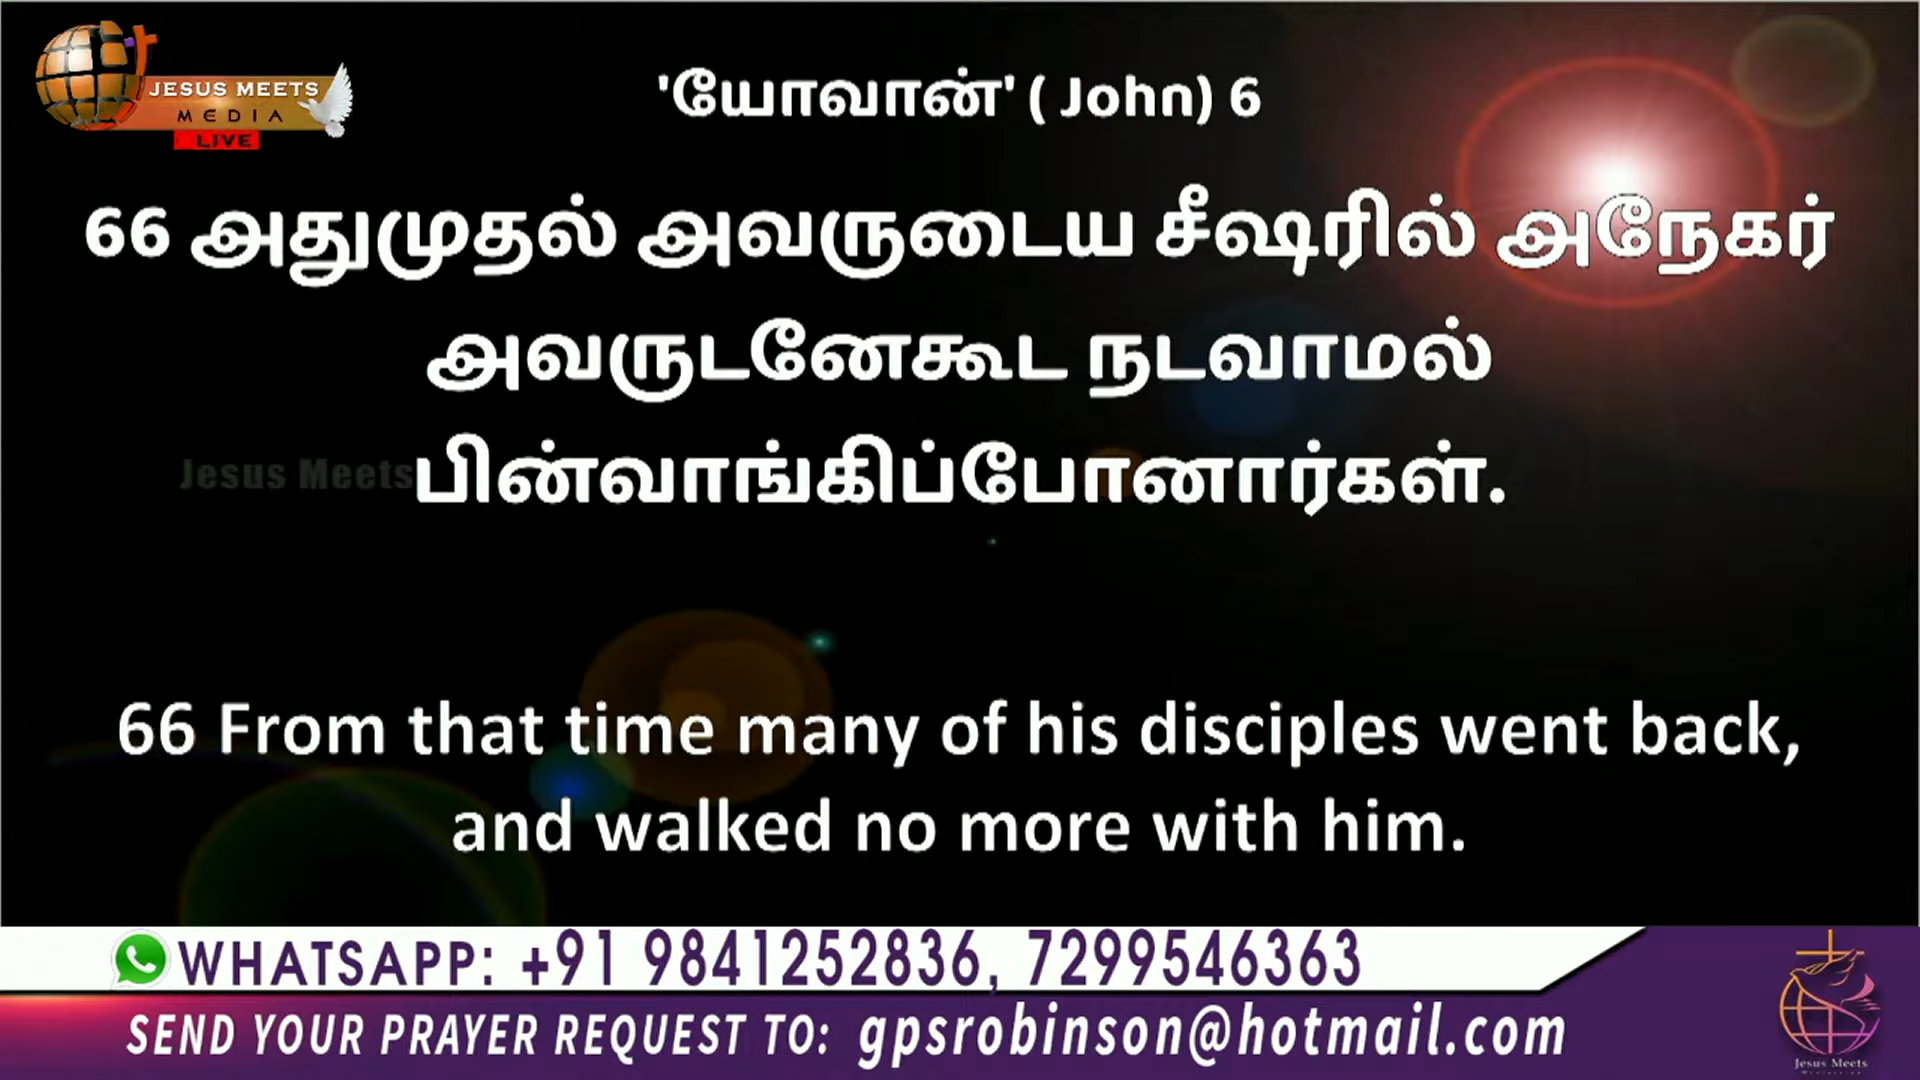 JESUS MEETS
MEDIA
LIVE
'யோவான்' ( John) 6
66 அதுமுதல் அவருடைய சீஷரில் அநேகர்
அவருடனேகூட நடவாமல்
Jesus Meets
பின்வாங்கிப்போனார்கள்.
66 From that time many of his disciples went back,
and walked no more with him.
WHATSAPP: +91 9841252836, 7299546363
SEND YOUR PRAYER REQUEST TO: gpsrobinson@hotmail.com
Jesus Meets